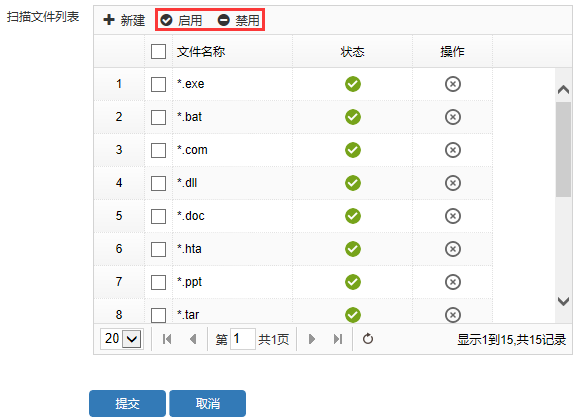 扫描文件列表
新建 启用 禁用
文件名称 状态 操作
1 *.exe
2 *.bat
3 *.com
4 *.dll
5 *.doc
6 *.hta
7 *.ppt
8 *.tar
20 第 1 共1页 显示1到15,共15记录
提交 取消